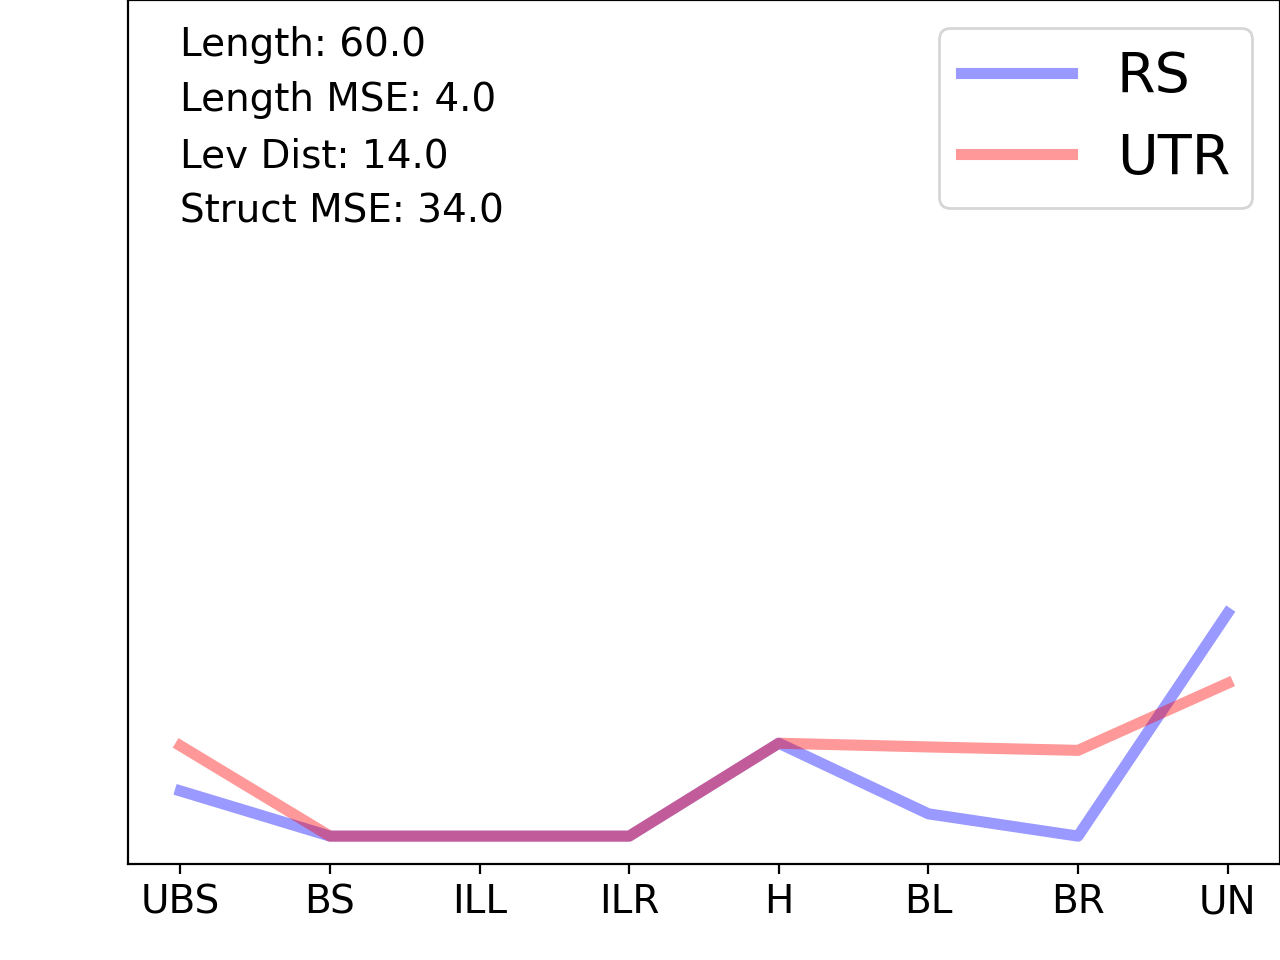 Length: 60.0
Length MSE: 4.0
Lev Dist: 14.0
Struct MSE: 34.0
RS
UTR
UBS BS ILL ILR H BL BR UN